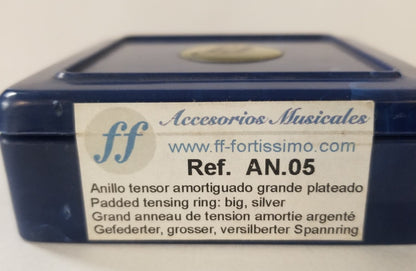 ff Accesorios Musicales
www.ff-fortissimo.com
Ref. AN.05
Anillo tensor amortiguado grande plateado
Padded tensing ring: big, silver
Grand anneau de tension amortie argenté
Gefederter, grosser, versilberter Spannring